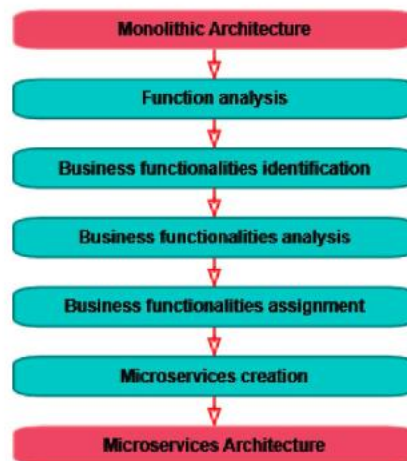 Monolithic Architecture
Function analysis
Business functionalities identification
Business functionalities analysis
Business functionalities assignment
Microservices creation
Microservices Architecture